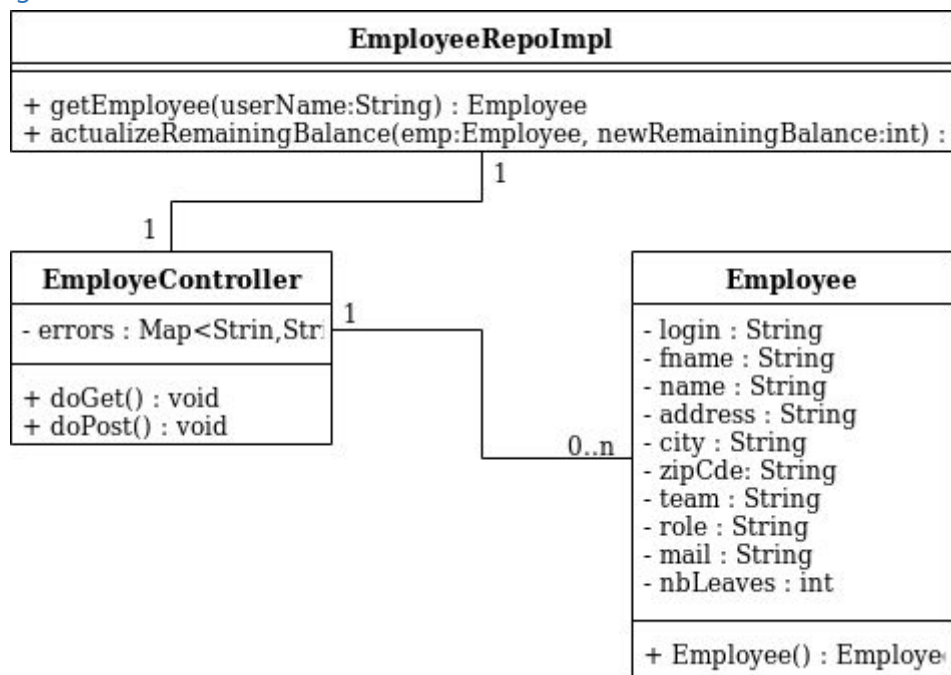 EmployeeRepoImpl
+ getEmployee(userName:String) : Employee
+ actualizeRemainingBalance(emp:Employee, newRemainingBalance:int) :
1
1
EmployeController
- errors : Map<Strin,Stri
+ doGet() : void
+ doPost() : void
1
0..n
Employee
- login : String
- fname : String
- name : String
- address : String
- city : String
- zipCde: String
- team : String
- role : String
- mail : String
- nbLeaves : int
+ Employee() : Employe